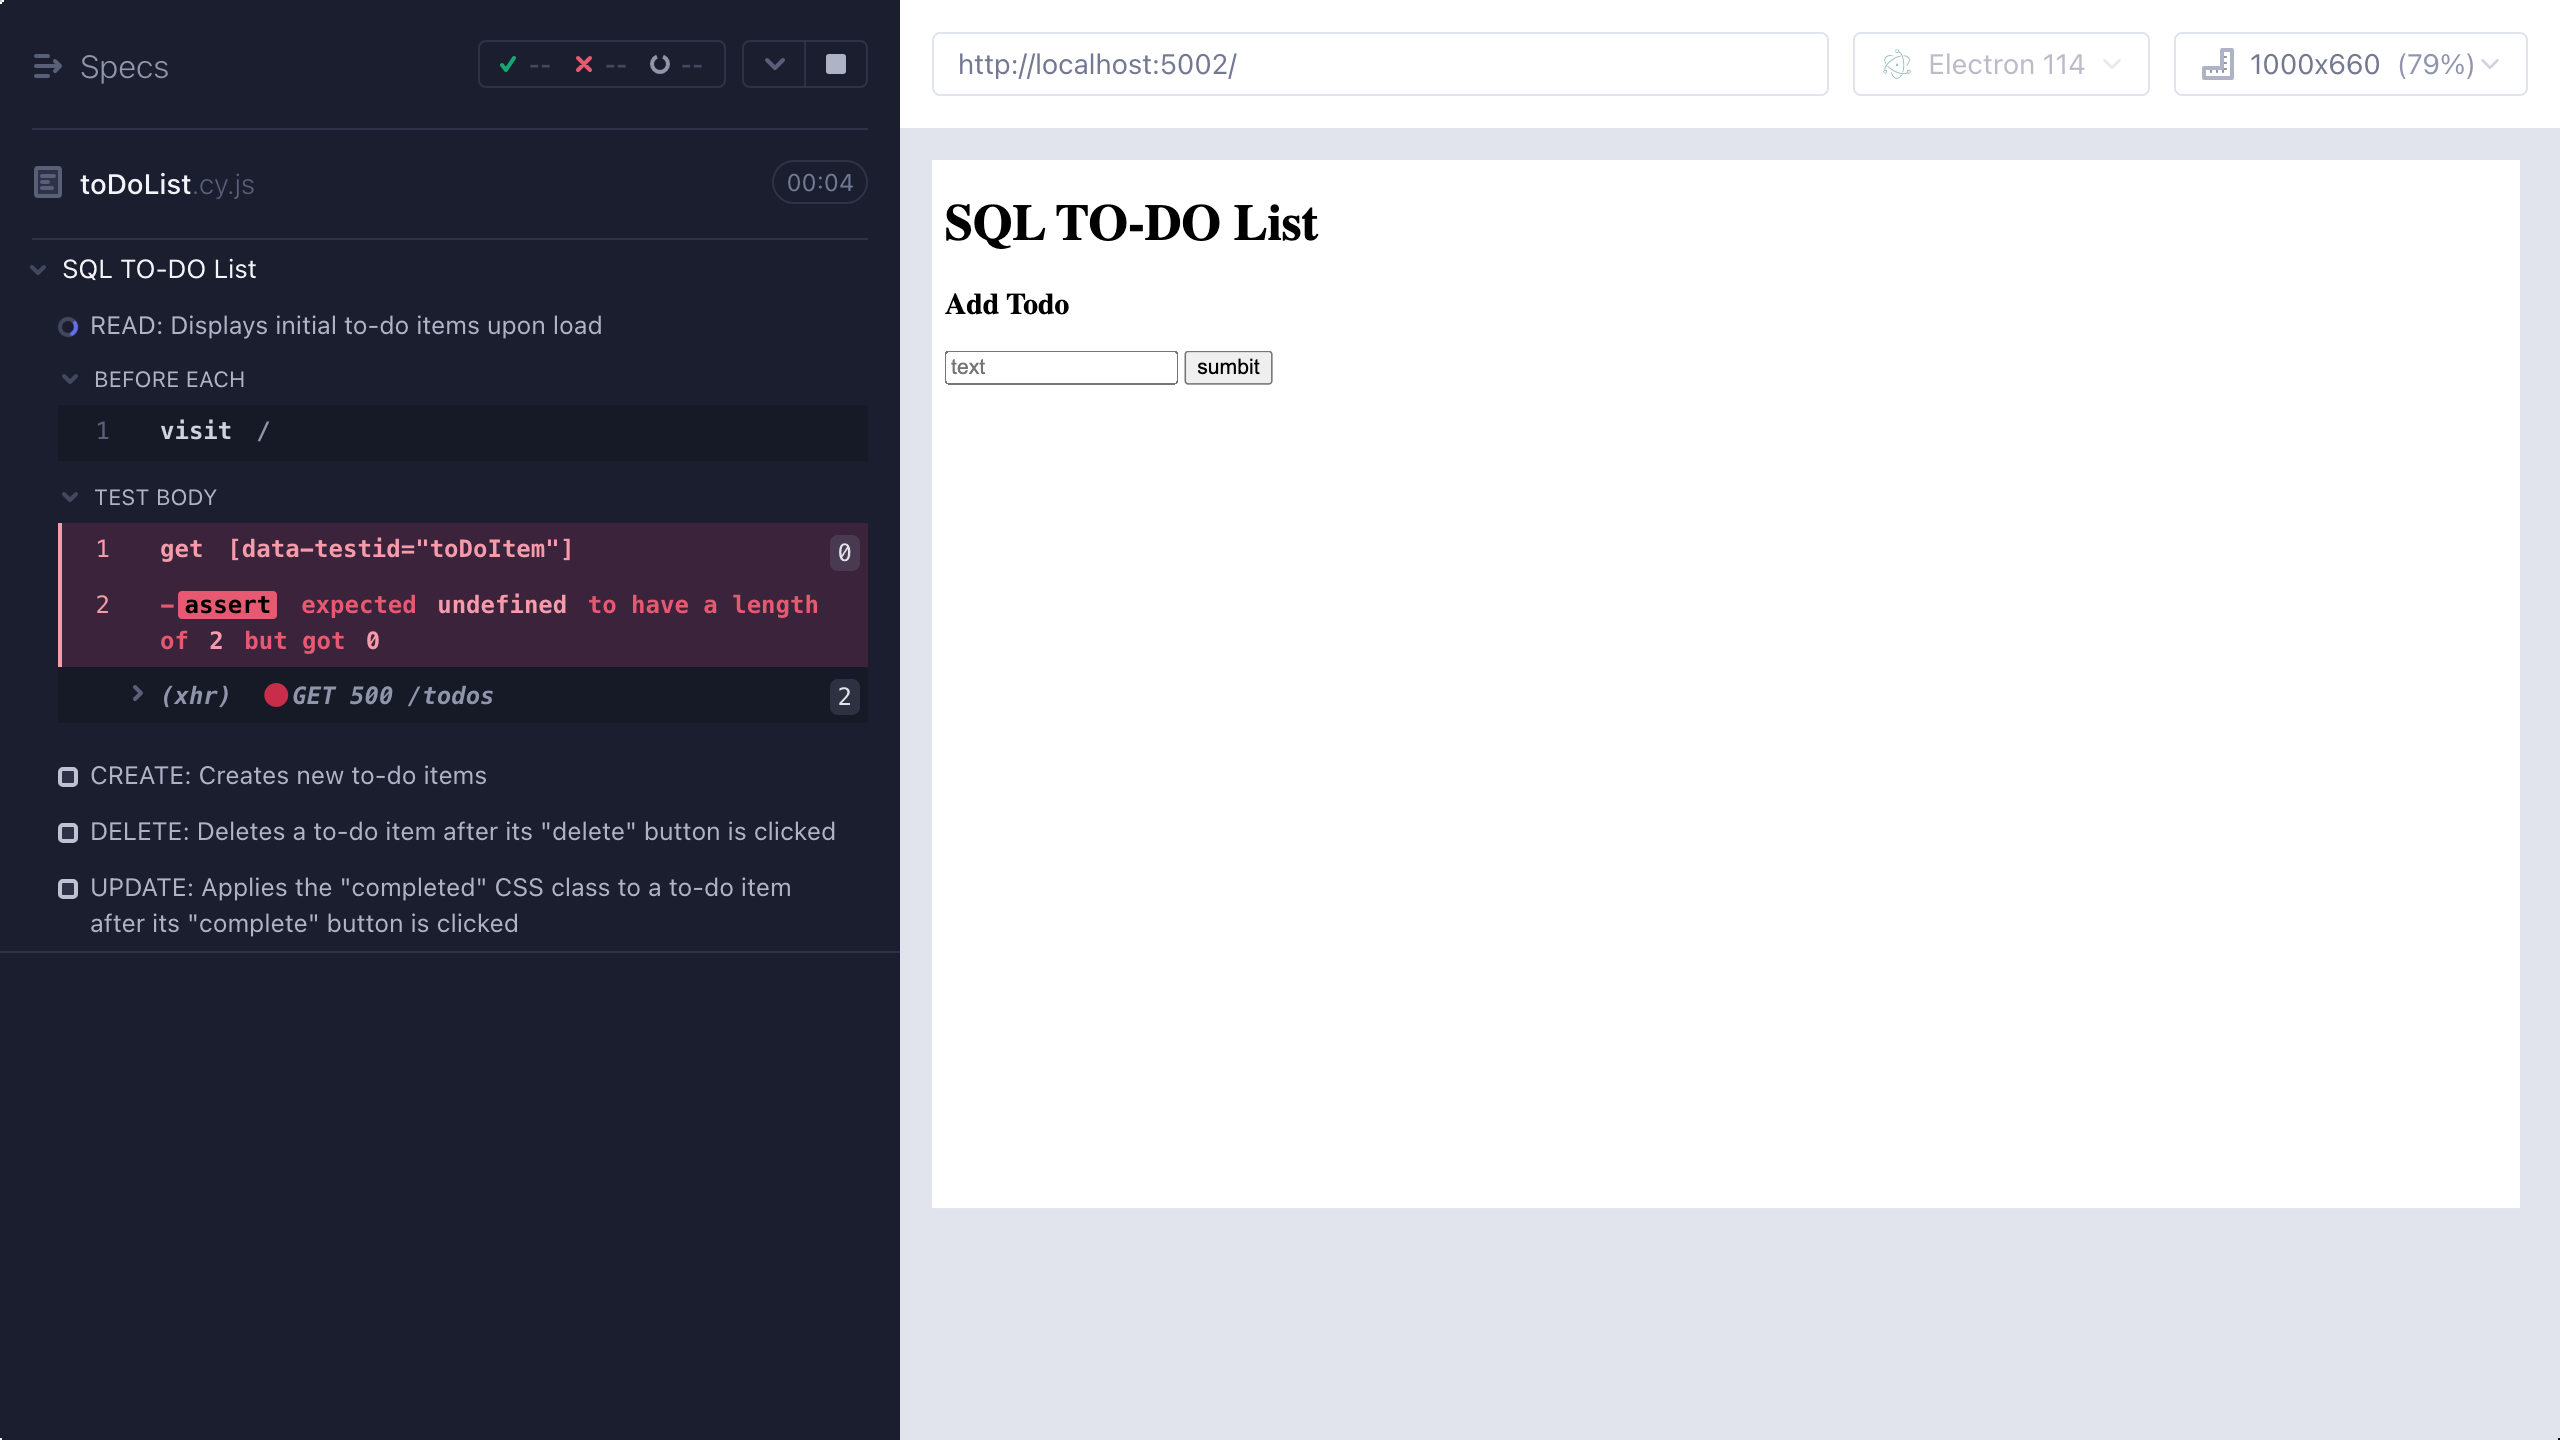 Specs
-- -- --
toDoList.cy.js
00:04
SQL TO-DO List
READ: Displays initial to-do items upon load
BEFORE EACH
1 visit /
TEST BODY
1 get [data-testid="toDoItem"] 0
2 -assert expected undefined to have a length
of 2 but got 0
(xhr) GET 500 /todos 2
CREATE: Creates new to-do items
DELETE: Deletes a to-do item after its "delete" button is clicked
UPDATE: Applies the "completed" CSS class to a to-do item
after its "complete" button is clicked
http://localhost:5002/
Electron 114
1000x660 (79%)
SQL TO-DO List
Add Todo
text sumbit